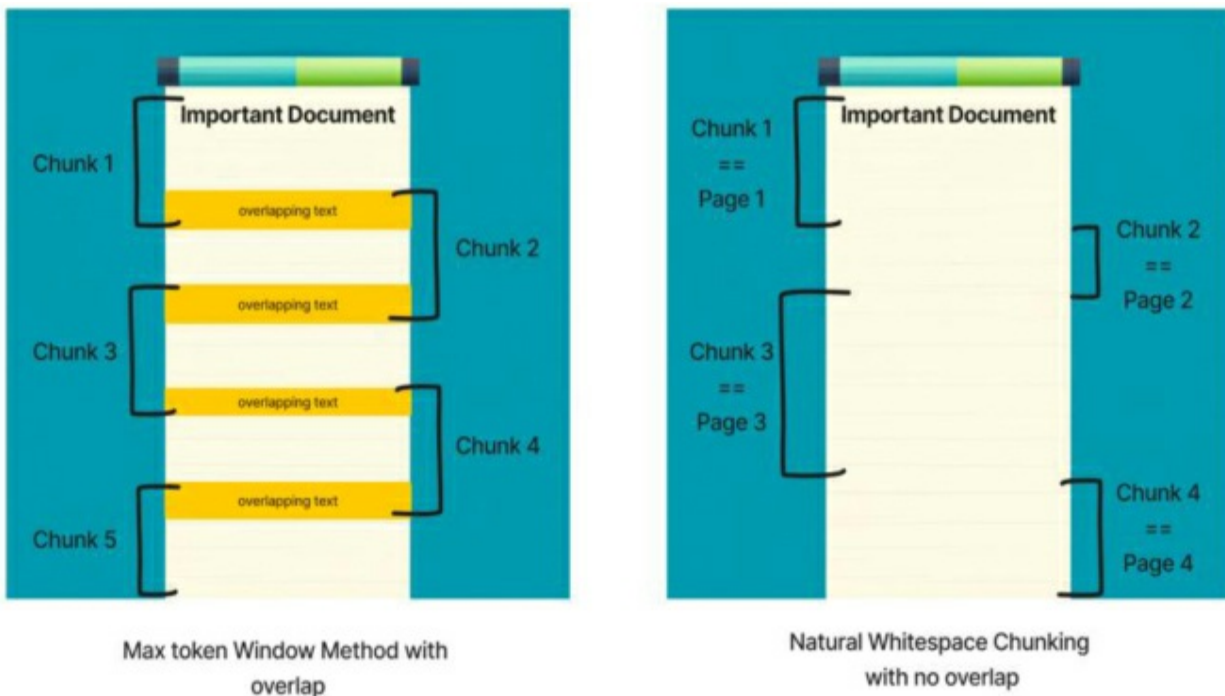 Important Document
Chunk 1
overlapping text
Chunk 2
overlapping text
Chunk 3
overlapping text
Chunk 4
overlapping text
Chunk 5
Max token Window Method with
overlap
Important Document
Chunk 1
==
Page 1
Chunk 2
==
Page 2
Chunk 3
==
Page 3
Chunk 4
==
Page 4
Natural Whitespace Chunking
with no overlap